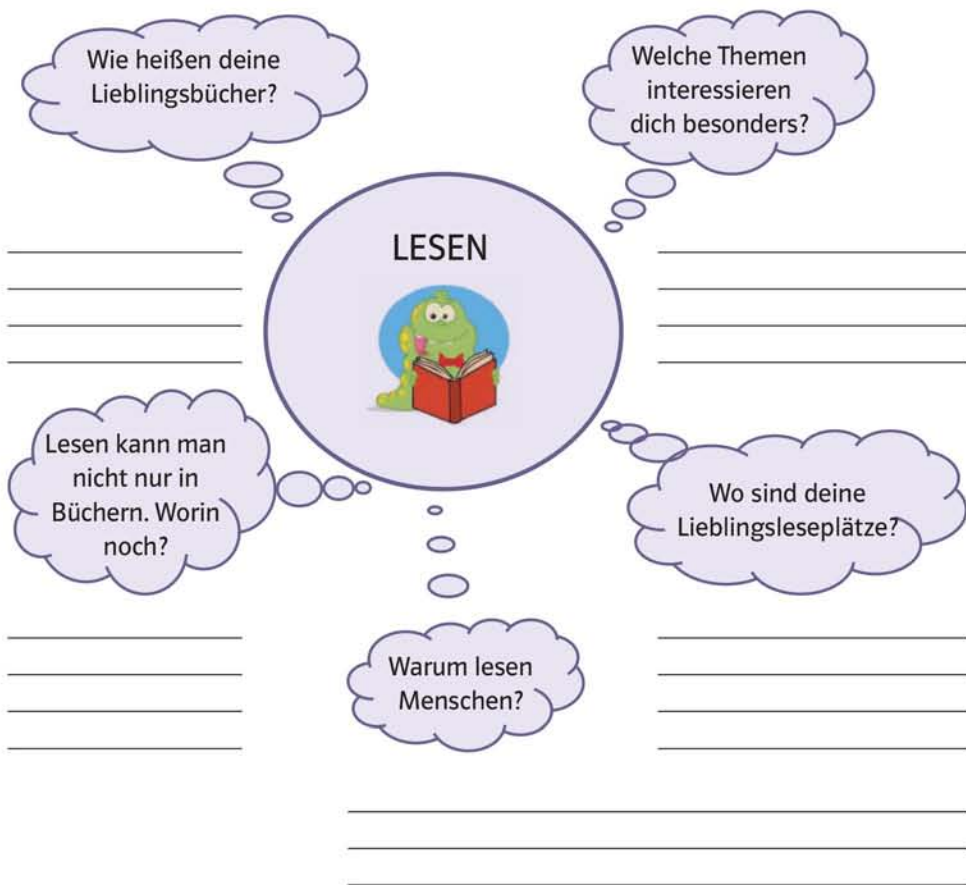 Wie heißen deine
Lieblingsbücher?
Welche Themen
interessieren
dich besonders?
LESEN
Lesen kann man
nicht nur in
Büchern. Worin
noch?
Wo sind deine
Lieblingsleseplätze?
Warum lesen
Menschen?